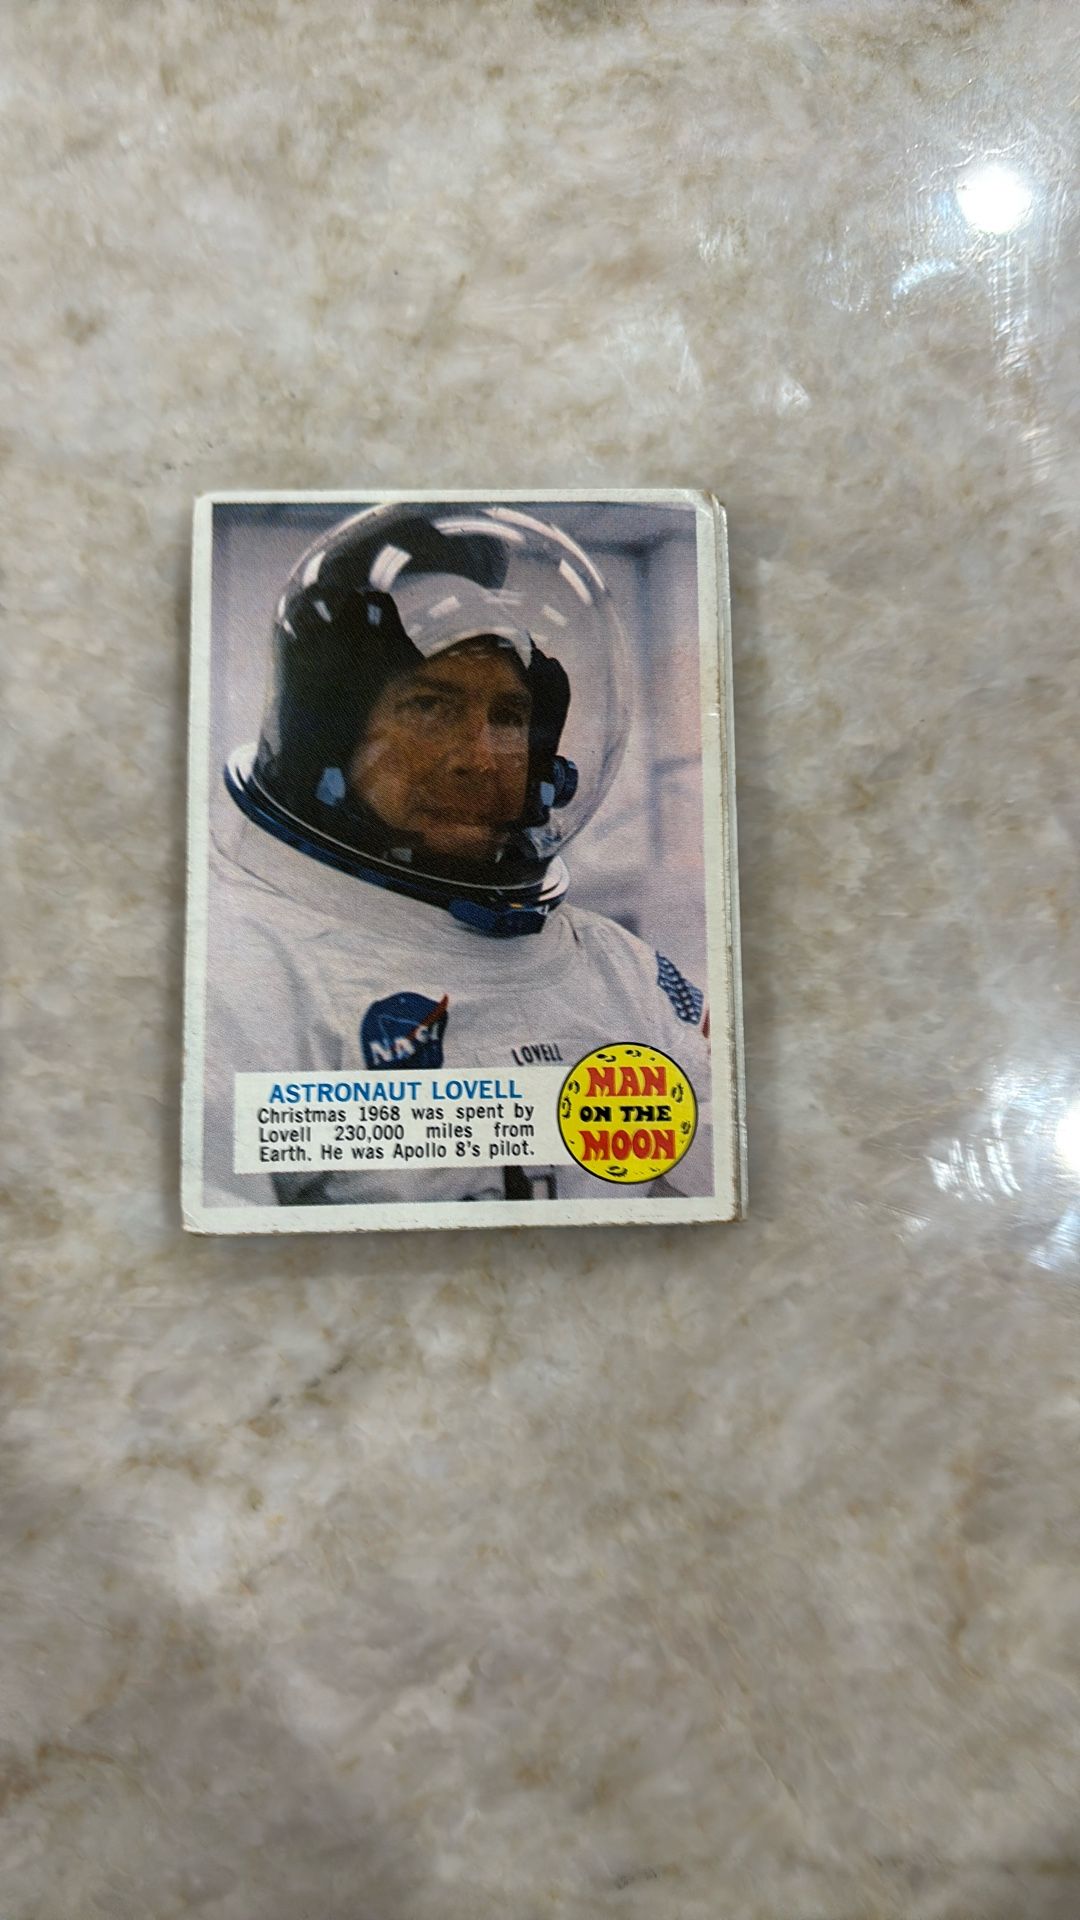 NASA
LOVELL
ASTRONAUT LOVELL
Christmas 1968 was spent by
Lovell 230,000 miles from
Earth. He was Apollo 8's pilot.
MAN
ON THE
MOON